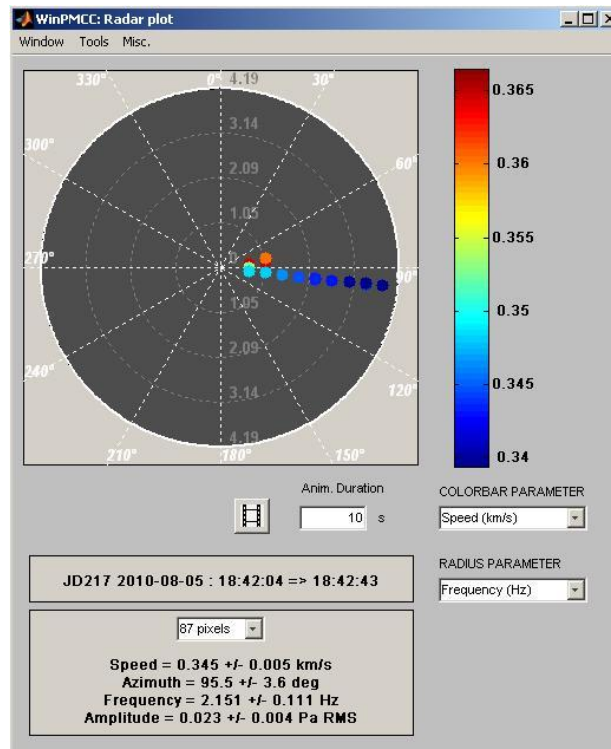 WinPMCC: Radar plot
Window Tools Misc.
330° 0° 4.19 30°
3.14
300° 60°
2.09
1.05
0
270° 90°
1.05
2.09
240° 120°
3.14
4.19
210° 180° 150°
0.365
0.36
0.355
0.35
0.345
0.34
Anim. Duration
10 s
COLORBAR PARAMETER
Speed (km/s)
RADIUS PARAMETER
Frequency (Hz)
JD217 2010-08-05 : 18:42:04 => 18:42:43
87 pixels
Speed = 0.345 +/- 0.005 km/s
Azimuth = 95.5 +/- 3.6 deg
Frequency = 2.151 +/- 0.111 Hz
Amplitude = 0.023 +/- 0.004 Pa RMS